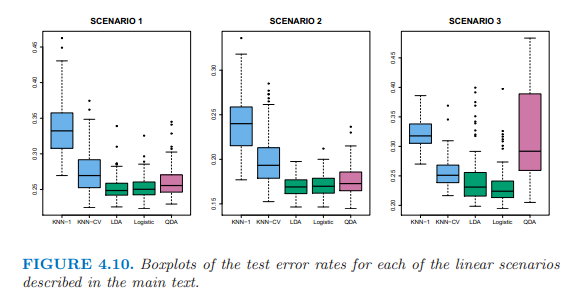 SCENARIO 1
0.45
0.40
0.35
0.30
0.25
KNN−1
KNN−CV
LDA
Logistic
QDA
SCENARIO 2
0.30
0.25
0.20
0.15
KNN−1
KNN−CV
LDA
Logistic
QDA
SCENARIO 3
0.45
0.40
0.35
0.30
0.25
0.20
KNN−1
KNN−CV
LDA
Logistic
QDA
FIGURE 4.10. Boxplots of the test error rates for each of the linear scenarios
described in the main text.